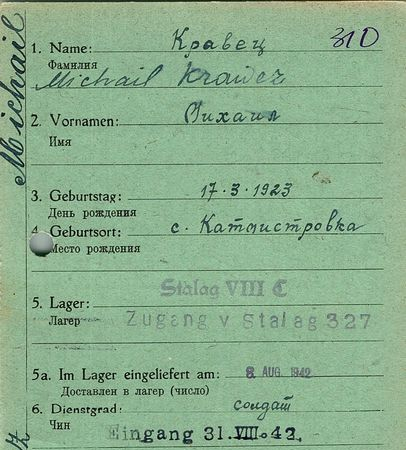 Michail
1. Name: Кравец 310
Фамилия
Michail Krawez
2. Vornamen: Михаил
Имя
3. Geburtstag: 17·3·1923
День рождения
4. Geburtsort: с. Катюистровка
Место рождения
Stalag VIII C
5. Lager:
Лагерь Zugang v Stalag 327
5a. Im Lager eingeliefert am: 8. AUG. 1942
Доставлен в лагерь (число)
6. Dienstgrad: солдат
Чин
Eingang 31.VIII.42.